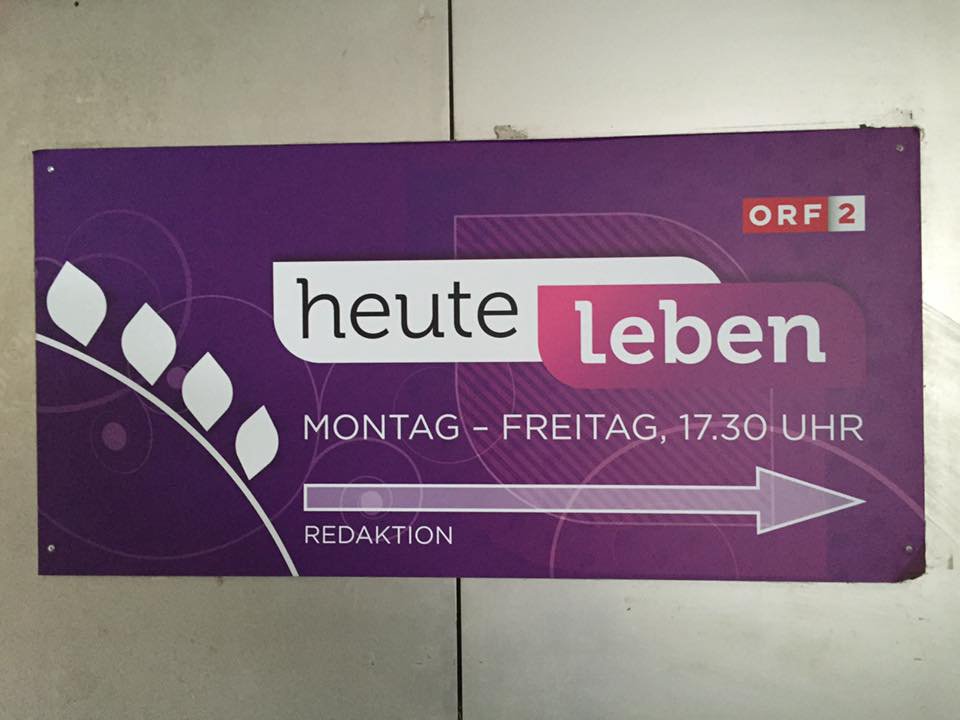 ORF 2
heute leben
MONTAG – FREITAG, 17.30 UHR
REDAKTION